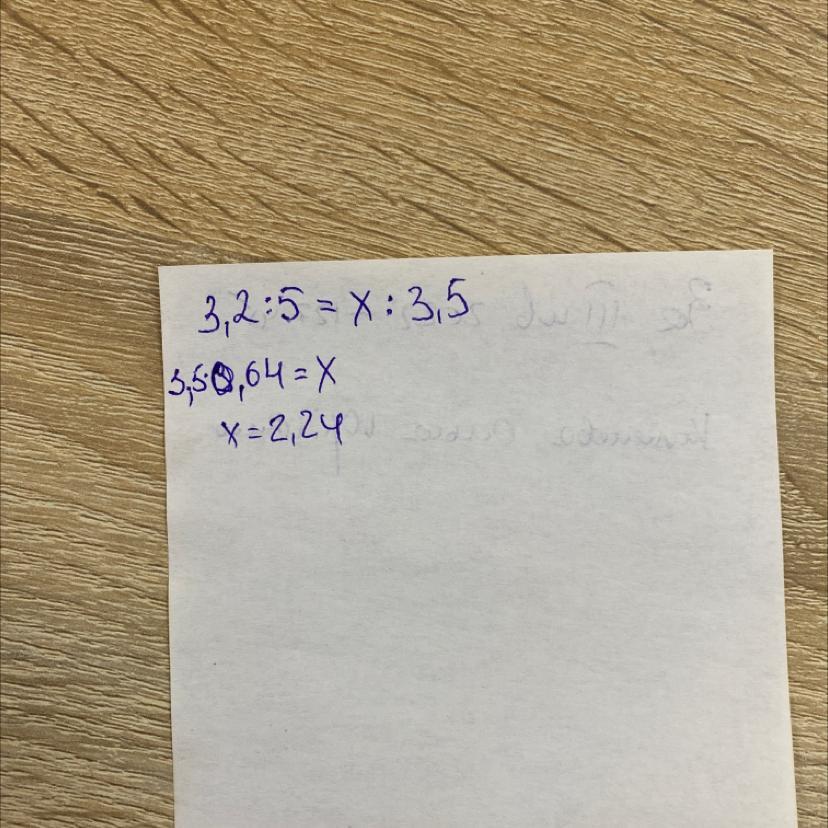 3,2:5 = x : 3,5
3,5·0,64 = x
x = 2,24